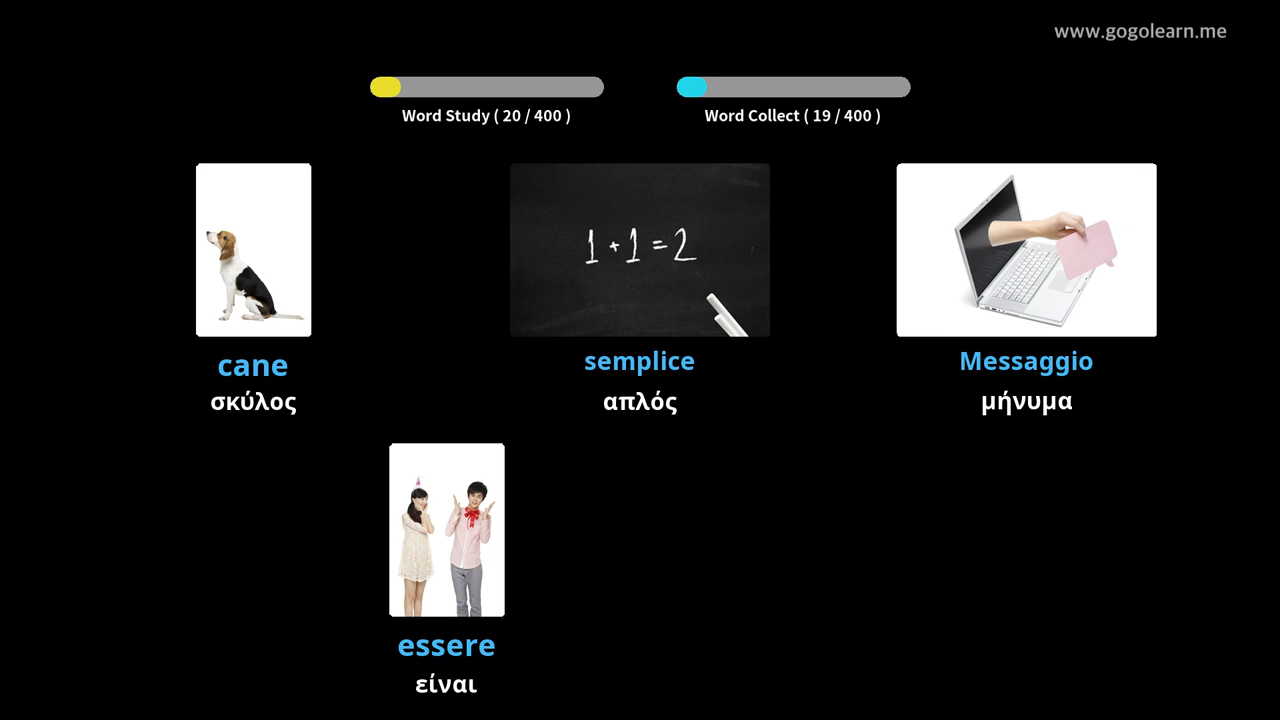 www.gogolearn.me
Word Study ( 20 / 400 )
Word Collect ( 19 / 400 )
1 + 1 = 2
cane
semplice
Messaggio
σκύλος
απλός
μήνυμα
essere
είναι